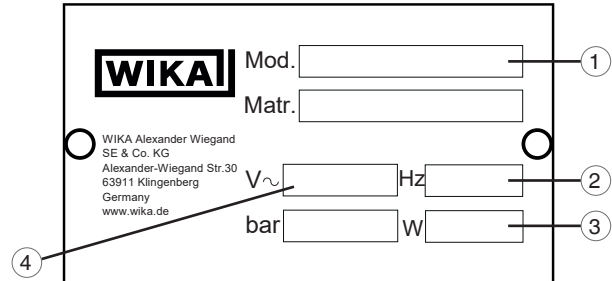 WIKA
Mod.
1
Matr.
WIKA Alexander Wiegand
SE & Co. KG
Alexander-Wiegand Str.30
63911 Klingenberg
Germany
www.wika.de
V~ Hz
2
bar W
3
4